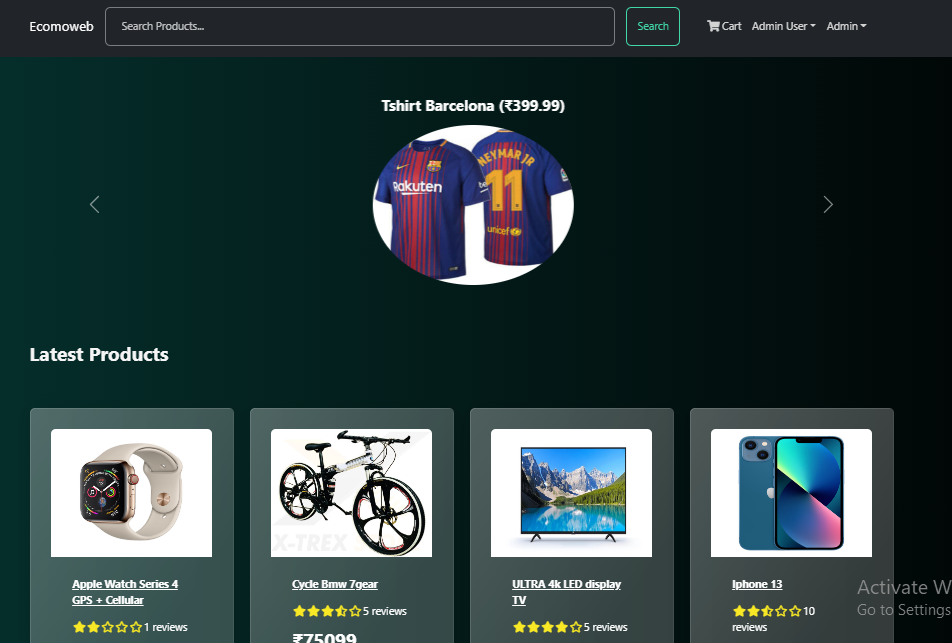 Ecomoweb
Search Products...
Search
Cart
Admin User
Admin
Tshirt Barcelona (₹399.99)
Rakuten
NEYMAR JR
11
unicef
Latest Products
X-TREX
Apple Watch Series 4
GPS + Cellular
1 reviews
Cycle Bmw 7gear
5 reviews
₹75099
ULTRA 4k LED display
TV
5 reviews
Iphone 13
10
reviews
Activate W
Go to Settings